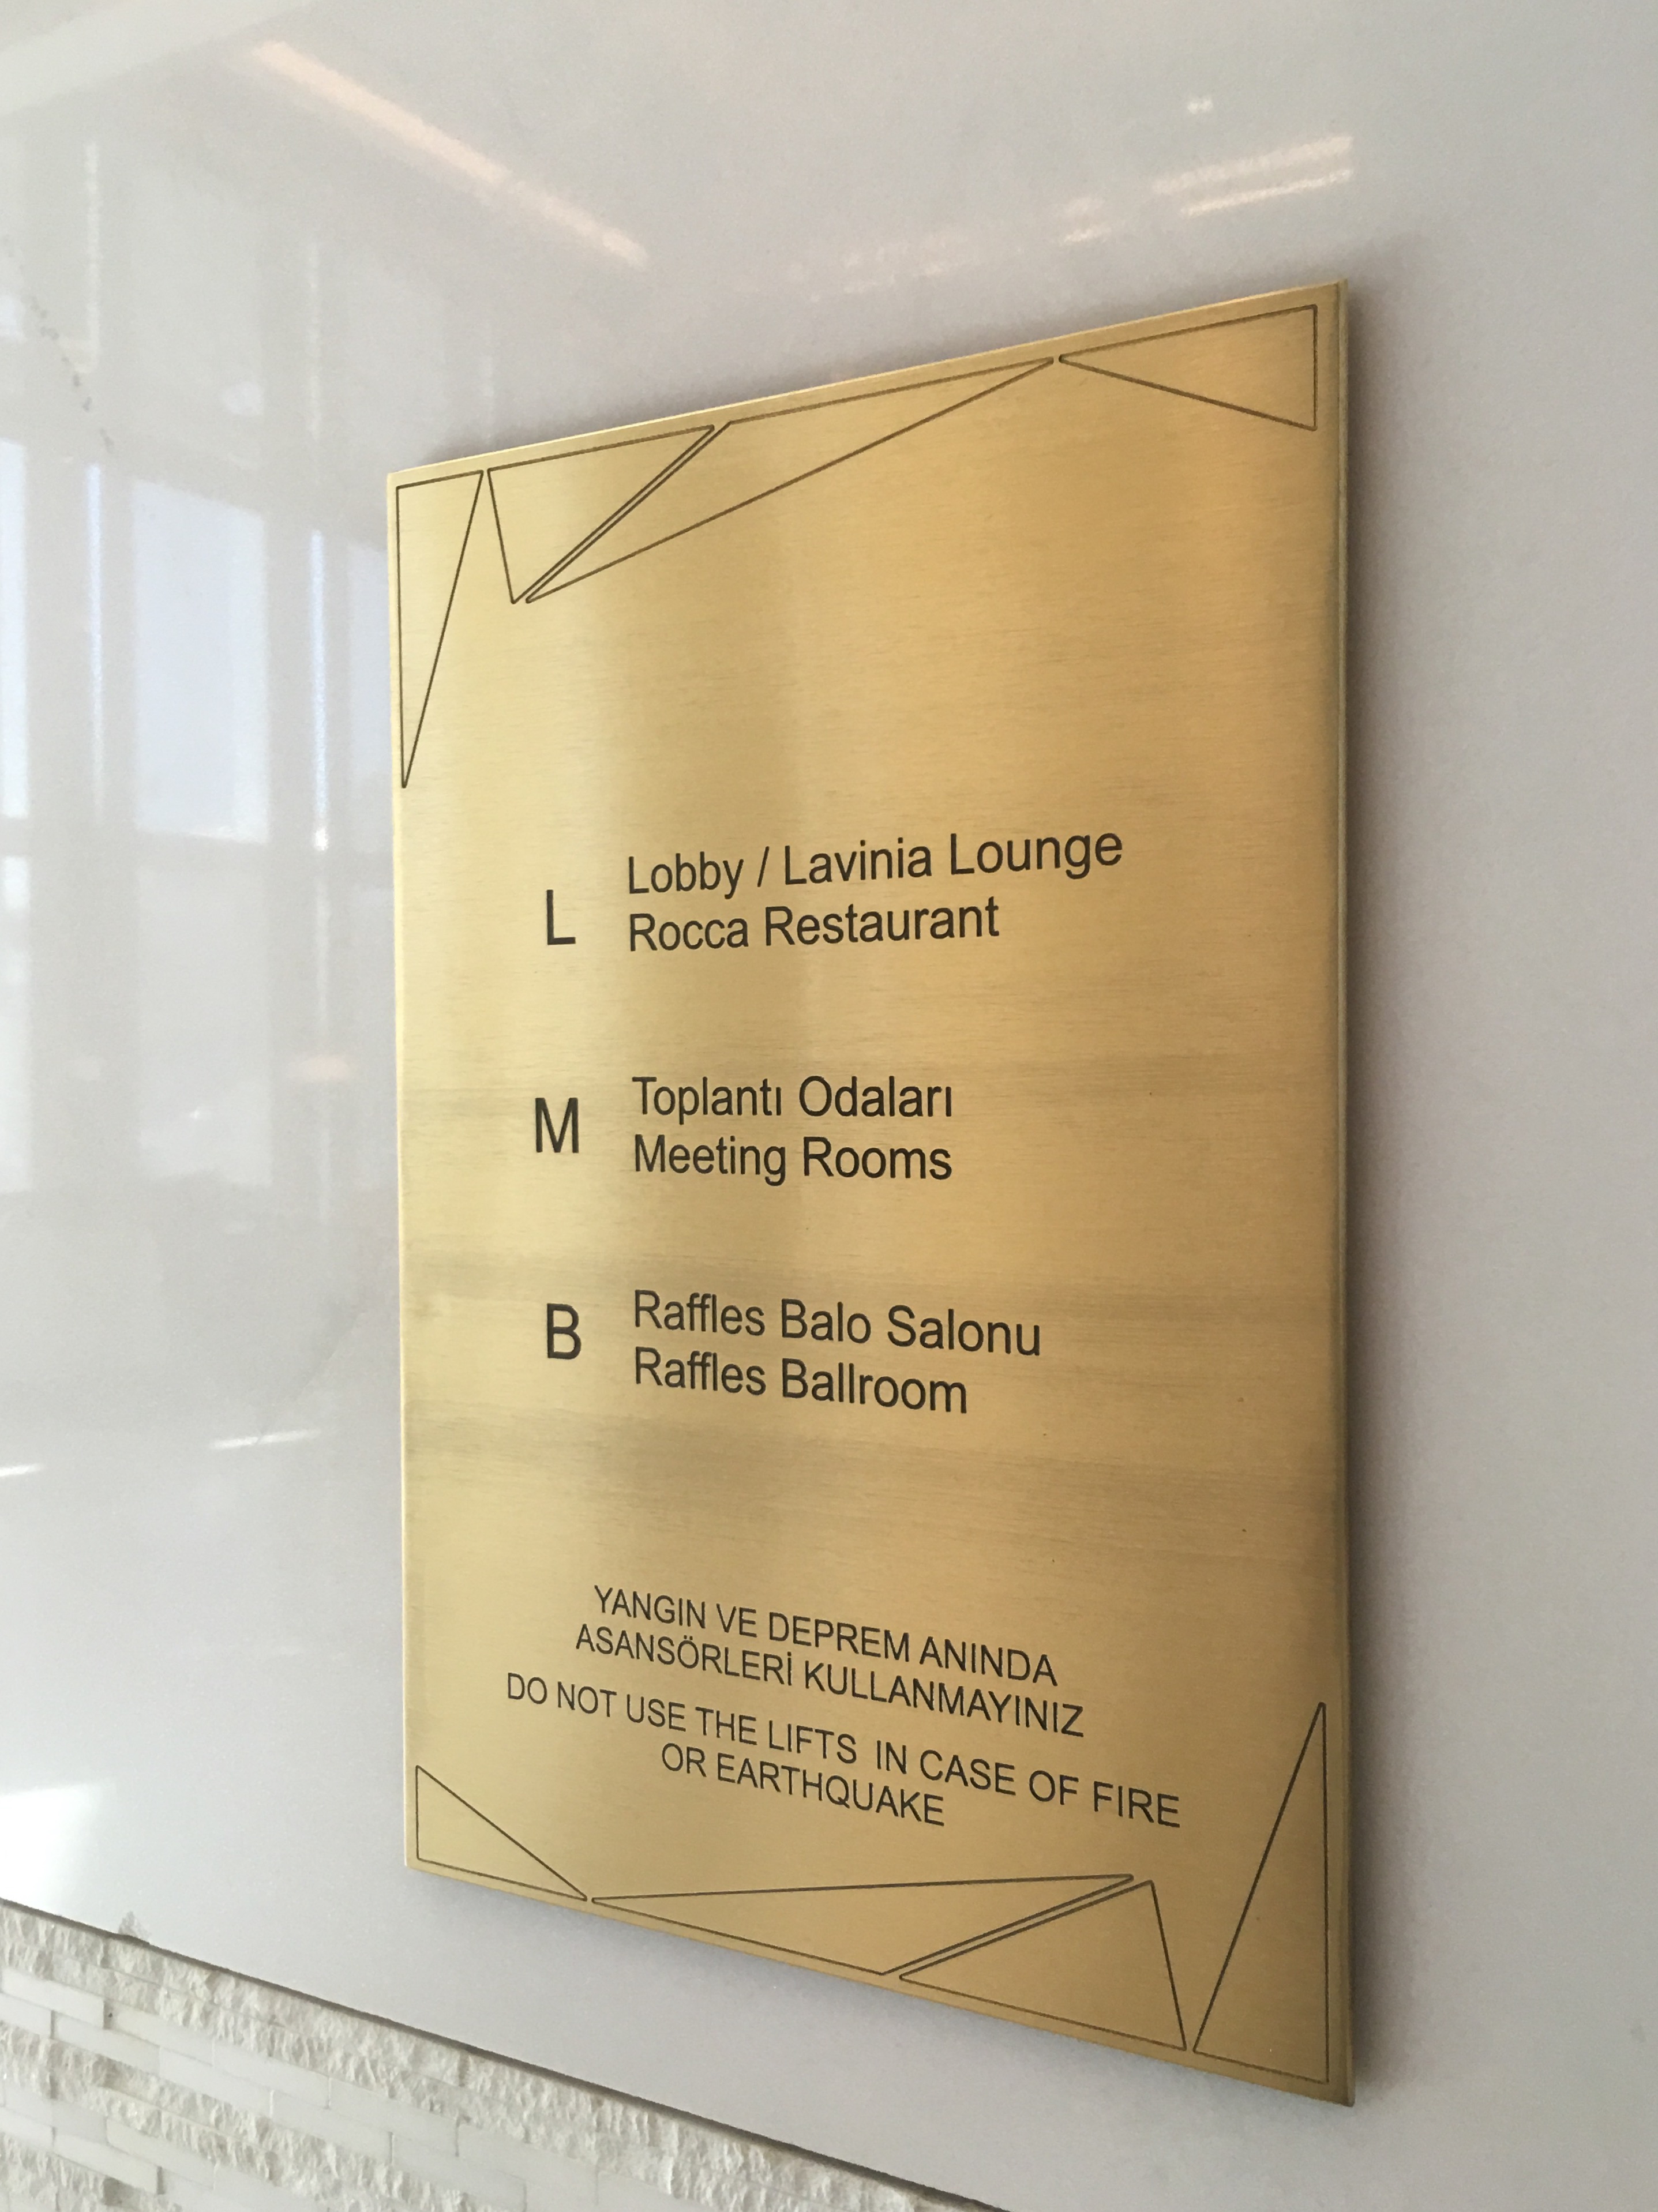 L
Lobby / Lavinia Lounge
Rocca Restaurant
M
Toplantı Odaları
Meeting Rooms
B
Raffles Balo Salonu
Raffles Ballroom
YANGIN VE DEPREM ANINDA
ASANSÖRLERİ KULLANMAYINIZ
DO NOT USE THE LIFTS IN CASE OF FIRE
OR EARTHQUAKE